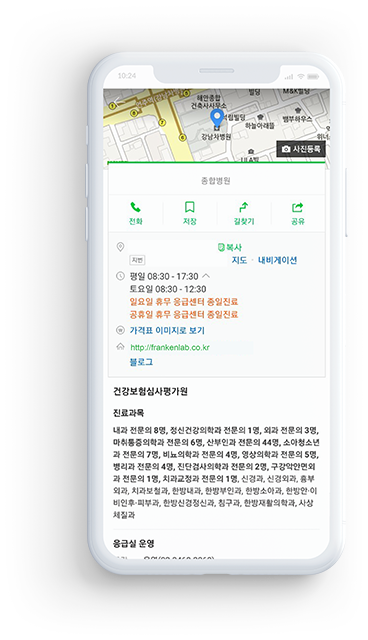 10:24
빌딩
M&K빌딩
해안종합
건축사사무소
빌딩
하늘아래뜰
뱀부하우스
강남차병원
사진등록
종합병원
전화
저장
길찾기
공유
복사
지번
지도 · 내비게이션
평일 08:30 - 17:30
토요일 08:30 - 12:30
일요일 휴무 응급센터 종일진료
공휴일 휴무 응급센터 종일진료
가격표 이미지로 보기
http://frankenlab.co.kr
블로그
건강보험심사평가원
진료과목
내과 전문의 8명, 정신건강의학과 전문의 1명, 외과 전문의 3명,
마취통증의학과 전문의 6명, 산부인과 전문의 44명, 소아청소년
과 전문의 7명, 비뇨의학과 전문의 4명, 영상의학과 전문의 5명,
병리과 전문의 4명, 진단검사의학과 전문의 2명, 구강악안면외
과 전문의 1명, 치과교정과 전문의 1명, 신경과, 신경외과, 흉부
외과, 치과보철과, 한방내과, 한방부인과, 한방소아과, 한방안·이
비인후·피부과, 한방신경정신과, 침구과, 한방재활의학과, 사상
체질과
응급실 운영